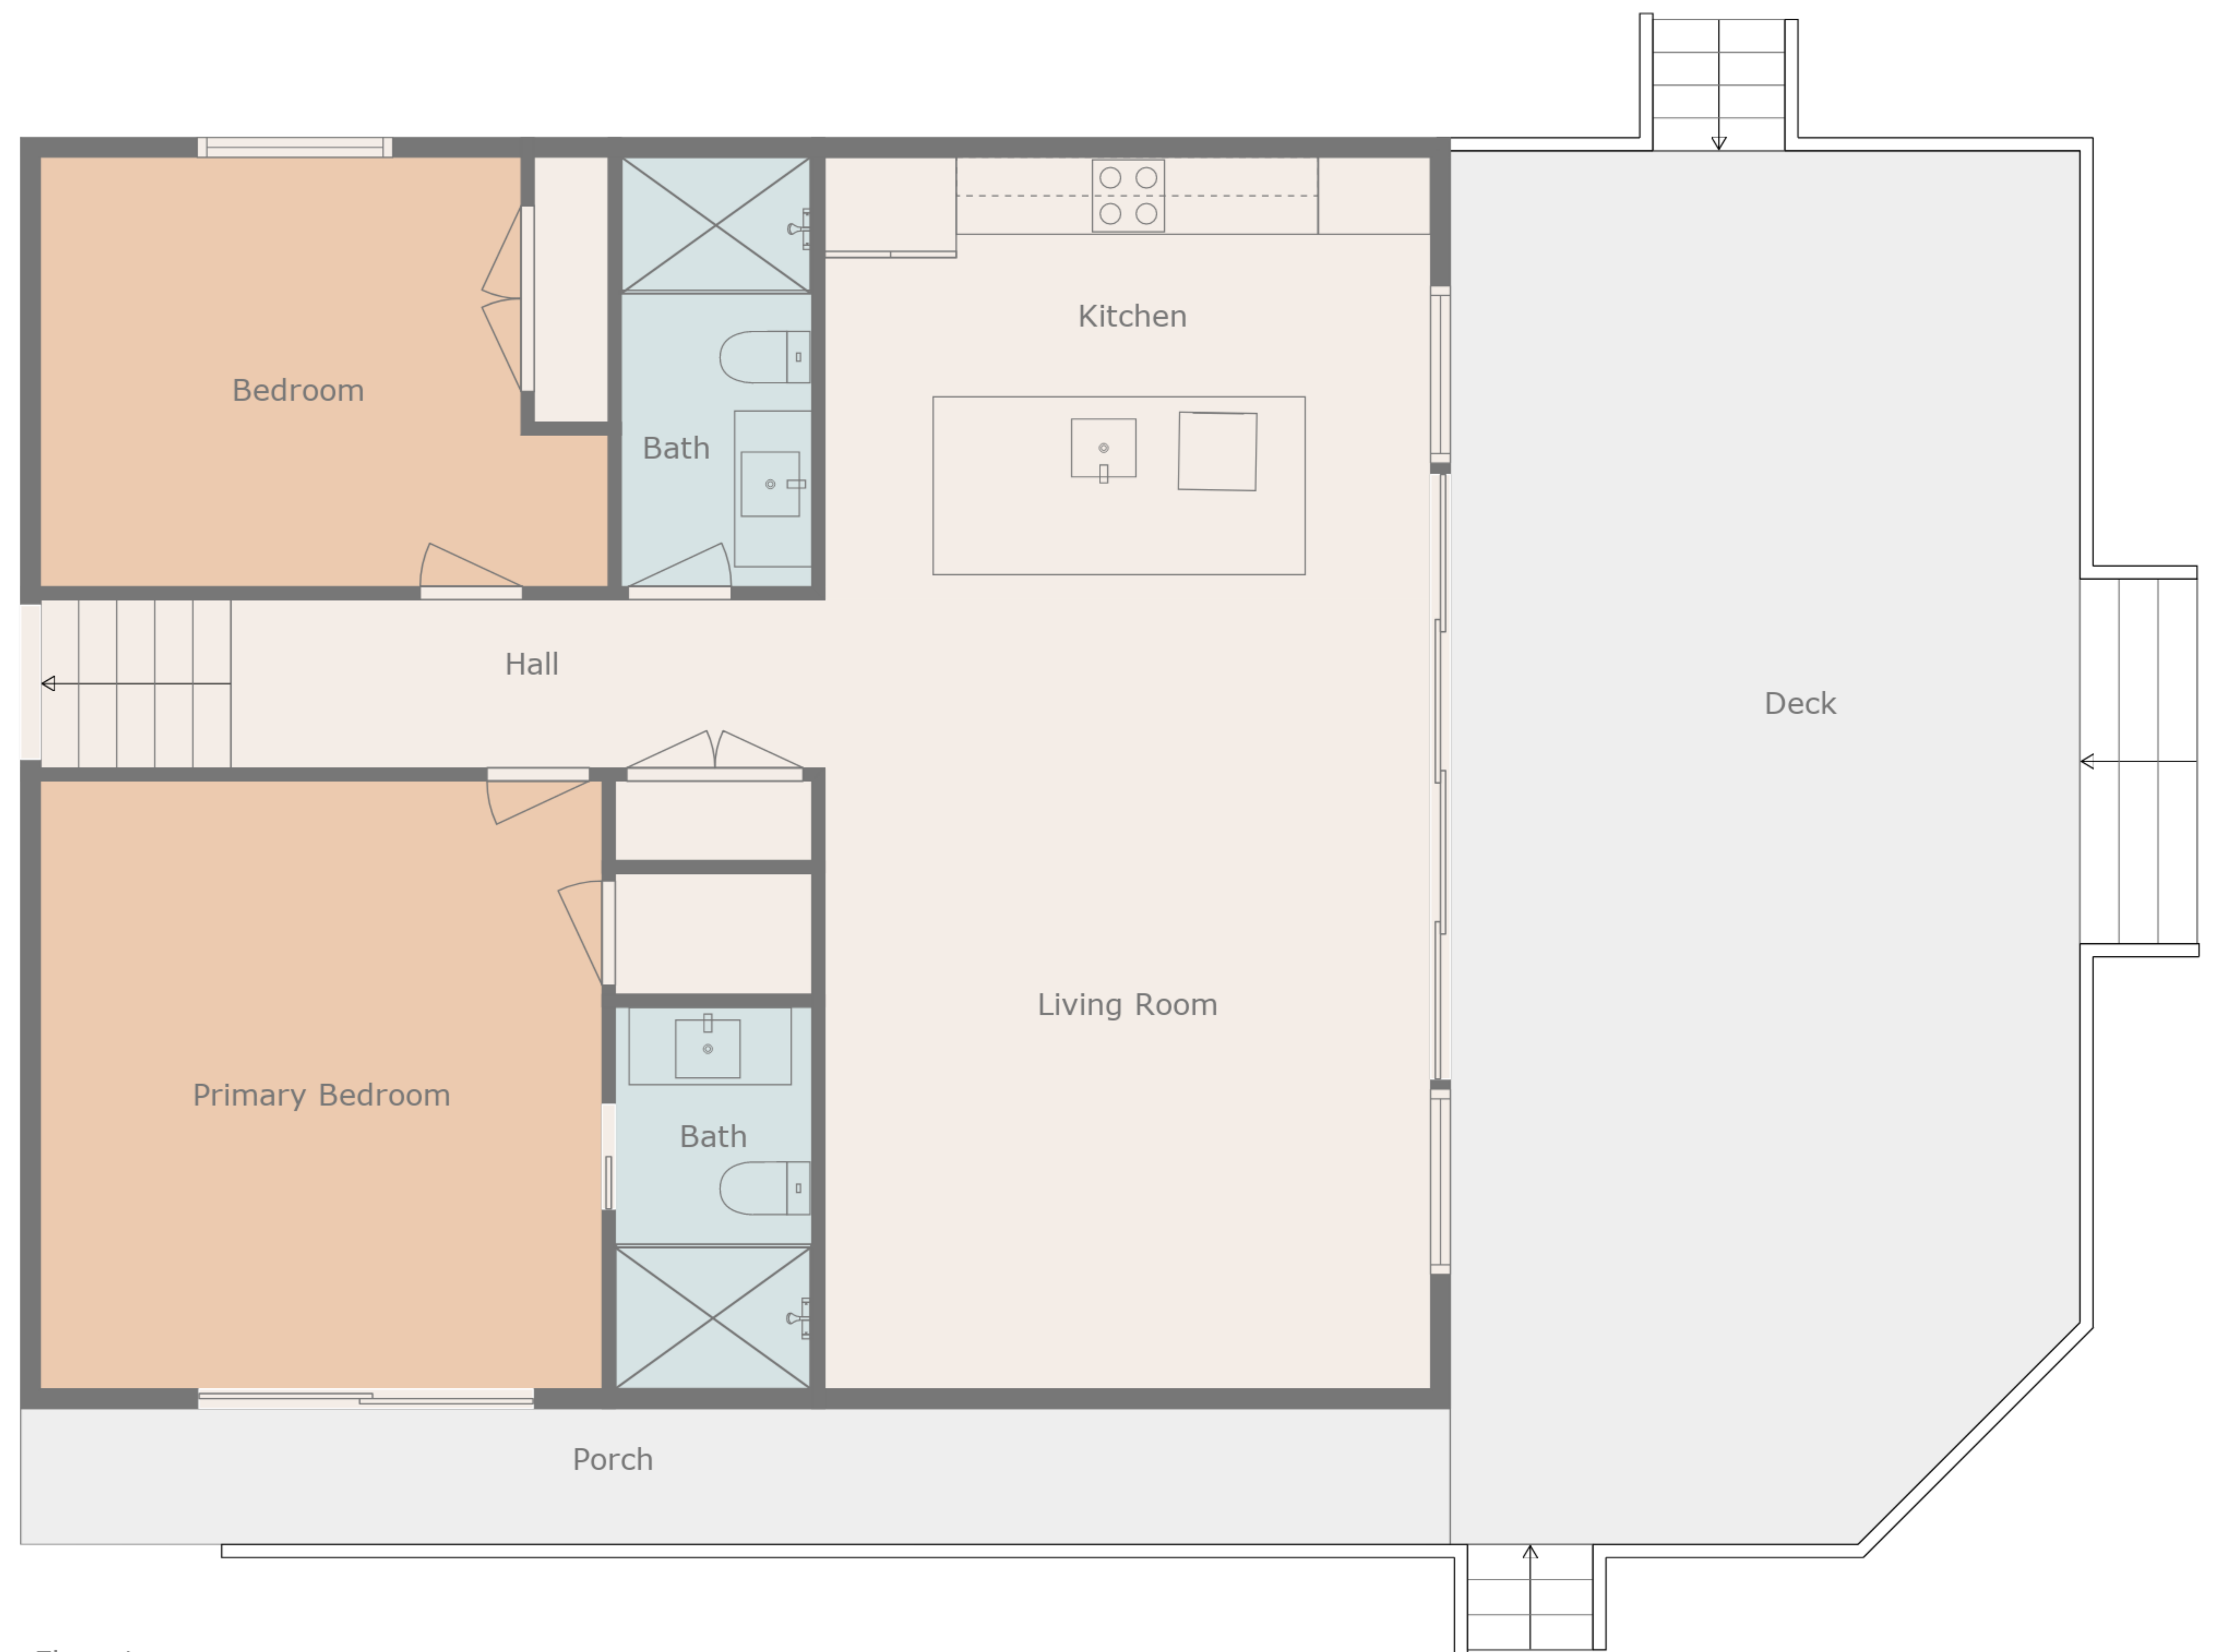 Kitchen
Bedroom
Bath
Hall
Deck
Living Room
Primary Bedroom
Bath
Porch